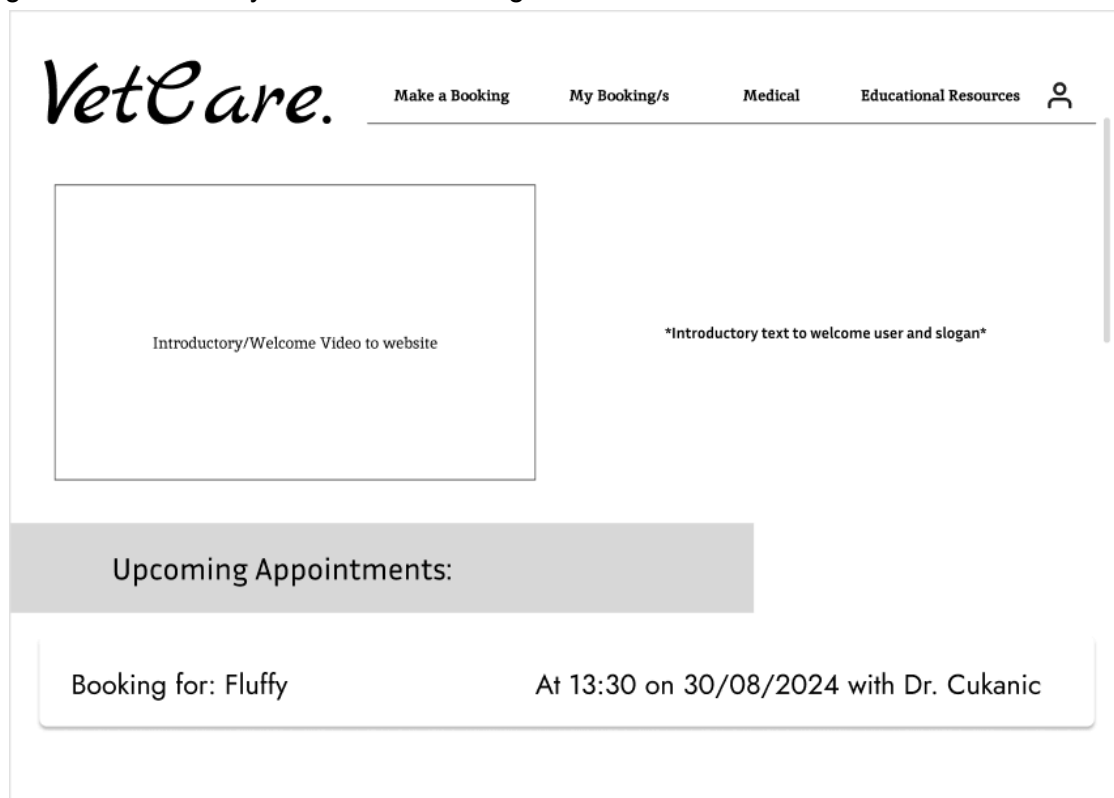 VetCare.
Make a Booking
My Booking/s
Medical
Educational Resources
Introductory/Welcome Video to website
*Introductory text to welcome user and slogan*
Upcoming Appointments:
Booking for: Fluffy
At 13:30 on 30/08/2024 with Dr. Cukanic